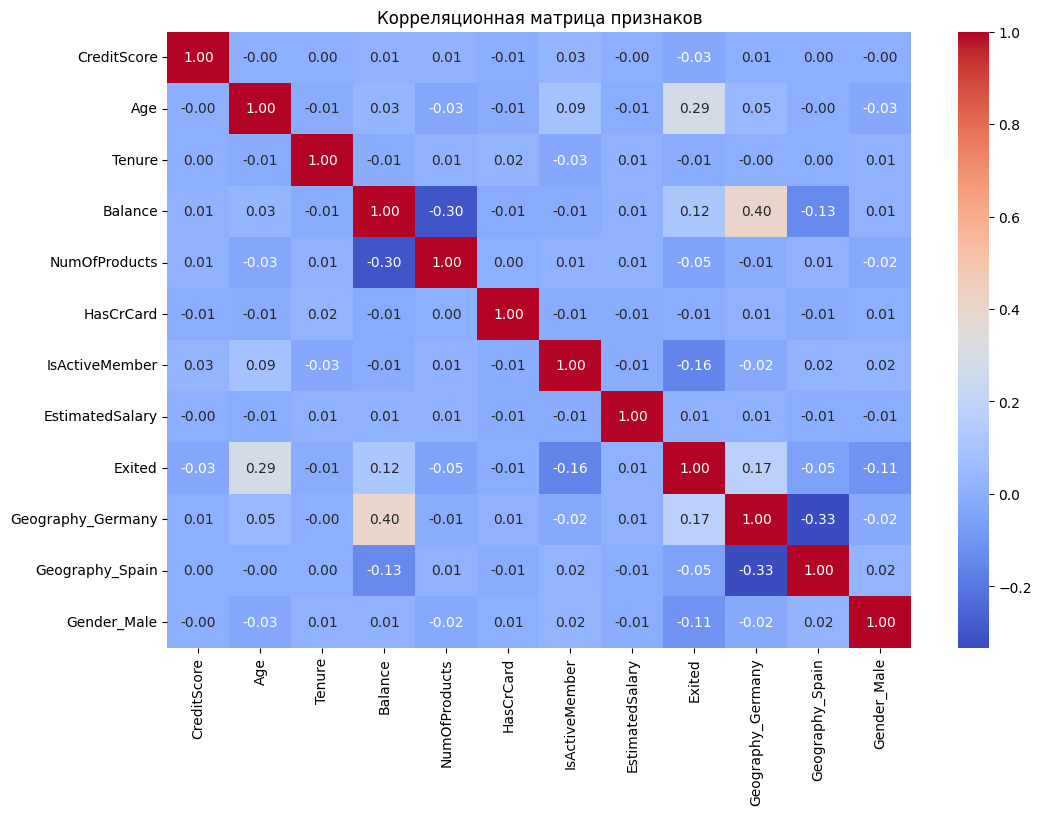 Корреляционная матрица признаков
CreditScore 1.00 -0.00 0.00 0.01 0.01 -0.01 0.03 -0.00 -0.03 0.01 0.00 -0.00
Age -0.00 1.00 -0.01 0.03 -0.03 -0.01 0.09 -0.01 0.29 0.05 -0.00 -0.03
Tenure 0.00 -0.01 1.00 -0.01 0.01 0.02 -0.03 0.01 -0.01 -0.00 0.00 0.01
Balance 0.01 0.03 -0.01 1.00 -0.30 -0.01 -0.01 0.01 0.12 0.40 -0.13 0.01
NumOfProducts 0.01 -0.03 0.01 -0.30 1.00 0.00 0.01 0.01 -0.05 -0.01 0.01 -0.02
HasCrCard -0.01 -0.01 0.02 -0.01 0.00 1.00 -0.01 -0.01 -0.01 0.01 -0.01 0.01
IsActiveMember 0.03 0.09 -0.03 -0.01 0.01 -0.01 1.00 -0.01 -0.16 -0.02 0.02 0.02
EstimatedSalary -0.00 -0.01 0.01 0.01 0.01 -0.01 -0.01 1.00 0.01 0.01 -0.01 -0.01
Exited -0.03 0.29 -0.01 0.12 -0.05 -0.01 -0.16 0.01 1.00 0.17 -0.05 -0.11
Geography_Germany 0.01 0.05 -0.00 0.40 -0.01 0.01 -0.02 0.01 0.17 1.00 -0.33 -0.02
Geography_Spain 0.00 -0.00 0.00 -0.13 0.01 -0.01 0.02 -0.01 -0.05 -0.33 1.00 0.02
Gender_Male -0.00 -0.03 0.01 0.01 -0.02 0.01 0.02 -0.01 -0.11 -0.02 0.02 1.00
CreditScore
Age
Tenure
Balance
NumOfProducts
HasCrCard
IsActiveMember
EstimatedSalary
Exited
Geography_Germany
Geography_Spain
Gender_Male
1.0
0.8
0.6
0.4
0.2
0.0
−0.2